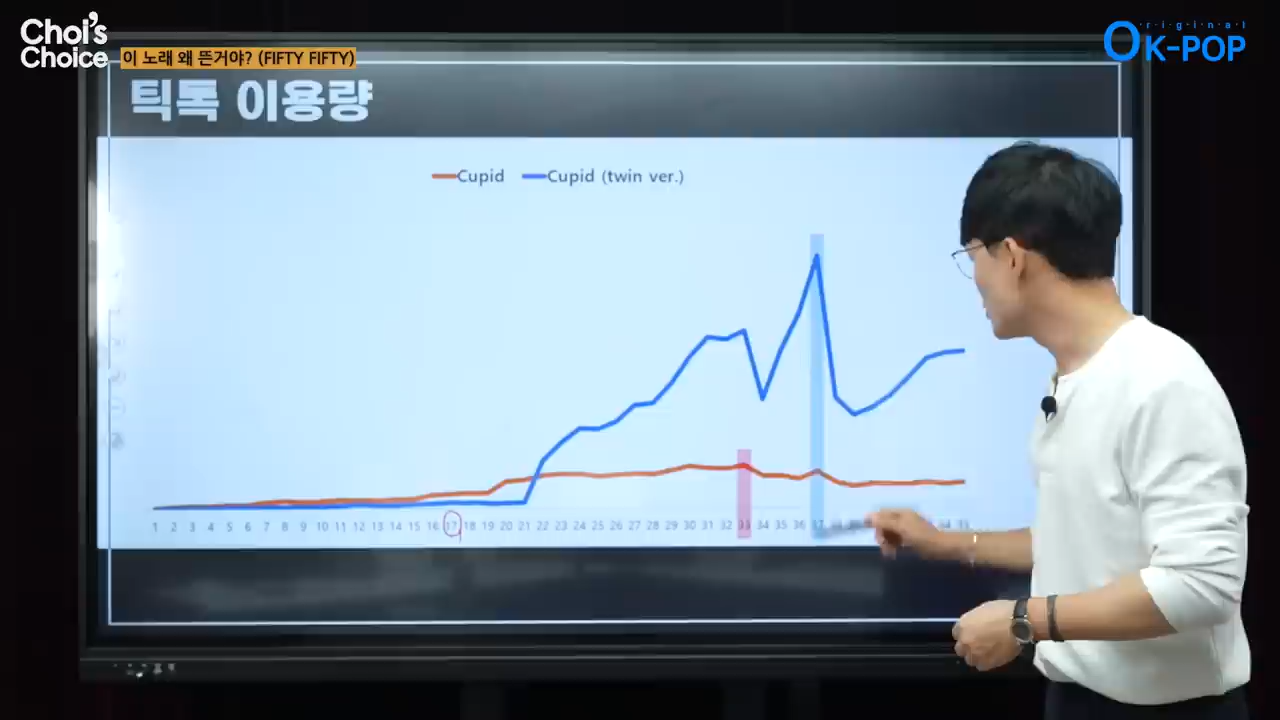 Choi's
Choice
이 노래 왜 뜬거야? (FIFTY FIFTY)
original
OK-POP
틱톡 이용량
Cupid Cupid (twin ver.)
1 2 3 4 5 6 7 8 9 10 11 12 13 14 15 16 17 18 19 20 21 22 23 24 25 26 27 28 29 30 31 32 33 34 35 36 37 38 39